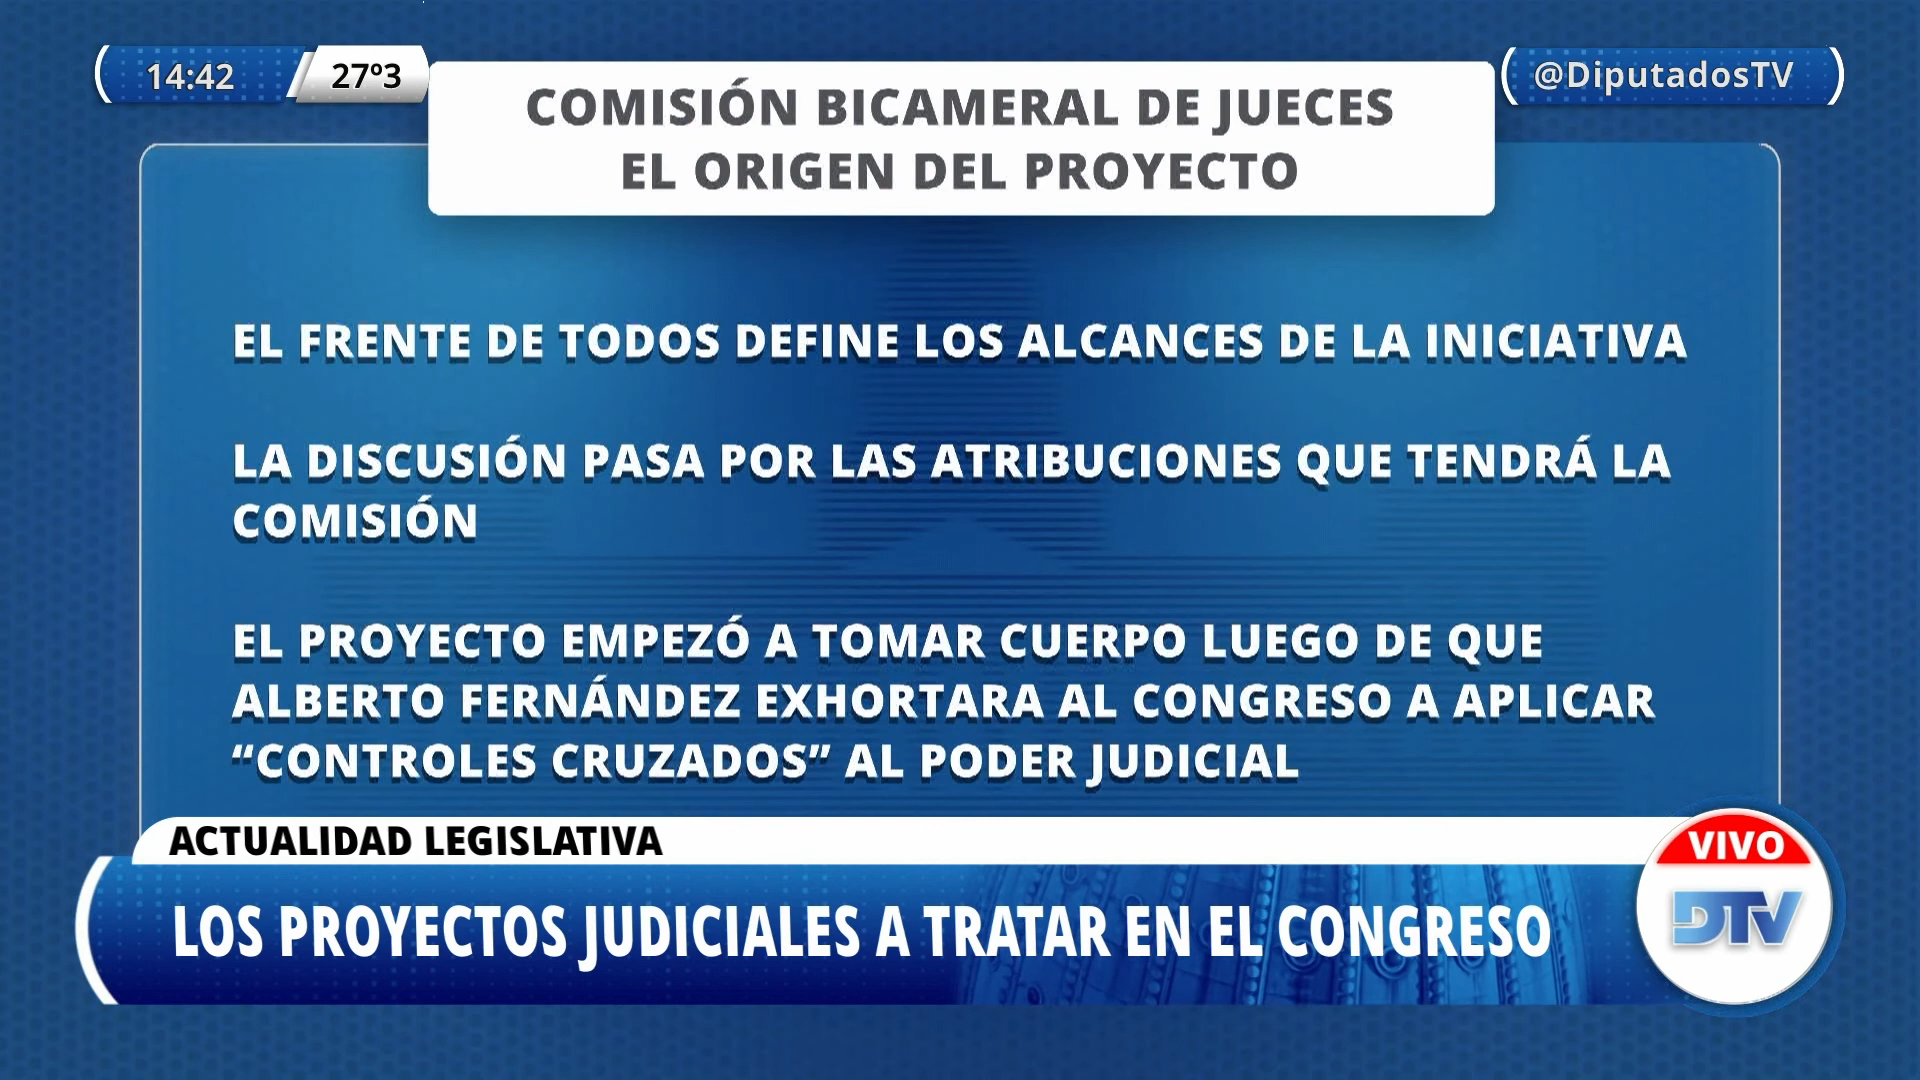 14:42
27º3
@DiputadosTV
COMISIÓN BICAMERAL DE JUECES
EL ORIGEN DEL PROYECTO
EL FRENTE DE TODOS DEFINE LOS ALCANCES DE LA INICIATIVA
LA DISCUSIÓN PASA POR LAS ATRIBUCIONES QUE TENDRÁ LA
COMISIÓN
EL PROYECTO EMPEZÓ A TOMAR CUERPO LUEGO DE QUE
ALBERTO FERNÁNDEZ EXHORTARA AL CONGRESO A APLICAR
“CONTROLES CRUZADOS” AL PODER JUDICIAL
ACTUALIDAD LEGISLATIVA
VIVO
LOS PROYECTOS JUDICIALES A TRATAR EN EL CONGRESO
DTV